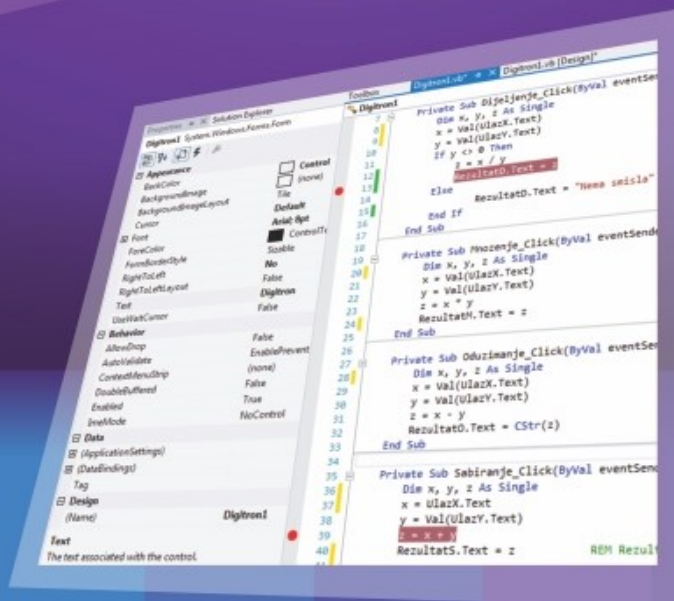 Properties Solution Explorer
Digitron1 System.Windows.Forms.Form
Appearance
BackColor Control
BackgroundImage (none)
BackgroundImageLayout Tile
Cursor Default
Font Arial; 8pt
ForeColor ControlTe
FormBorderStyle Sizable
RightToLeft No
RightToLeftLayout False
Text Digitron
UseWaitCursor False
Behavior
AllowDrop False
AutoValidate EnablePrevent
ContextMenuStrip (none)
DoubleBuffered False
Enabled True
ImeMode NoControl
Data
(ApplicationSettings)
(DataBindings)
Tag
Design
(Name) Digitron1
Text
The text associated with the control.
Toolbox Digitron1.vb* Digitron1.vb [Design]*
Digitron1
7 Private Sub Dijeljenje_Click(ByVal eventSen
8 Dim x, y, z As Single
9 x = Val(UlazX.Text)
10 y = Val(UlazY.Text)
11 If y <> 0 Then
12 z = x / y
13 RezultatD.Text = z
14 Else
15 RezultatD.Text = "Nema smisla"
16 End If
17 End Sub
18
19 Private Sub Mnozenje_Click(ByVal eventSende
20 Dim x, y, z As Single
21 x = Val(UlazX.Text)
22 y = Val(UlazY.Text)
23 z = x * y
24 RezultatM.Text = z
25 End Sub
26
27 Private Sub Oduzimanje_Click(ByVal eventSer
28 Dim x, y, z As Single
29 x = Val(UlazX.Text)
30 y = Val(UlazY.Text)
31 z = x - y
32 RezultatO.Text = CStr(z)
33 End Sub
34
35 Private Sub Sabiranje_Click(ByVal eventSend
36 Dim x, y, z As Single
37 x = UlazX.Text
38 y = Val(UlazY.Text)
39 z = x + y
40 RezultatS.Text = z REM Rezul